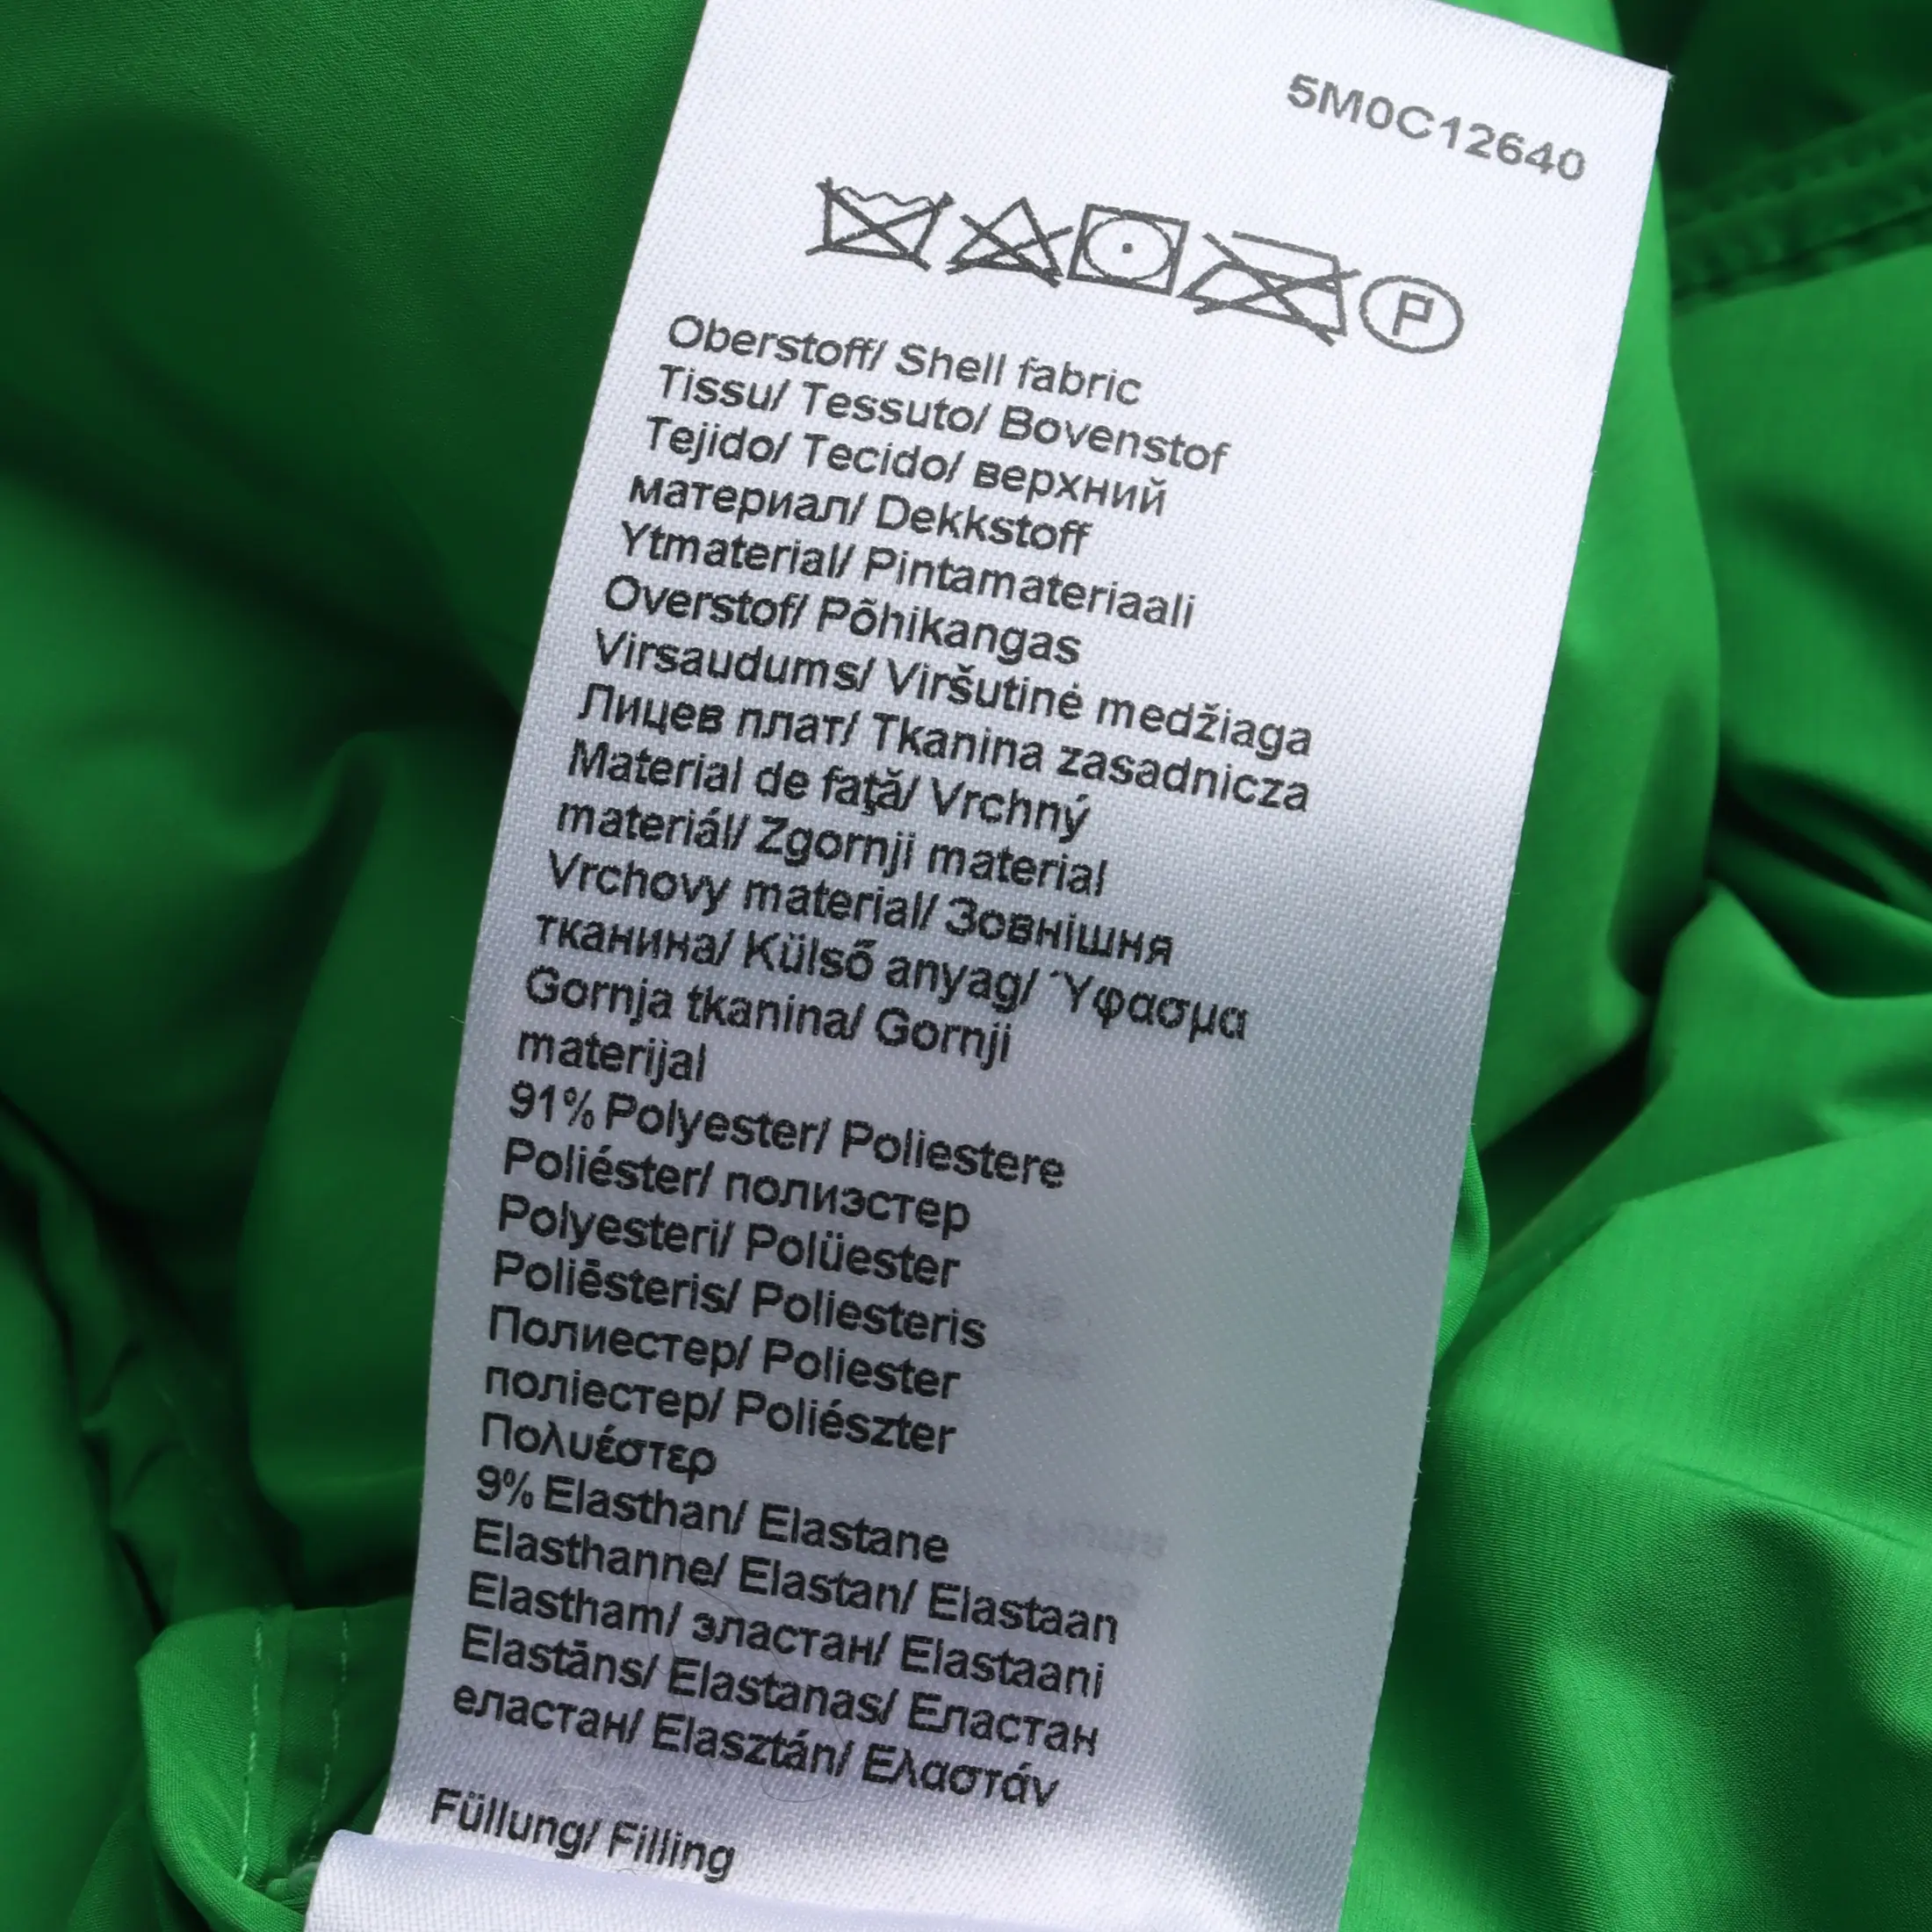 5M0C12640
P
Oberstoff/ Shell fabric
Tissu/ Tessuto/ Bovenstof
Tejido/ Tecido/ верхний
материал/ Dekkstoff
Ytmaterial/ Pintamateriaali
Overstof/ Põhikangas
Virsaudums/ Viršutinė medžiaga
Лицев плат/ Tkanina zasadnicza
Material de faţă/ Vrchný
materiál/ Zgornji material
Vrchovy material/ Зовнішня
тканина/ Külső anyag/ Ύφασμα
Gornja tkanina/ Gornji
materijal
91% Polyester/ Poliestere
Poliéster/ полиэстер
Polyesteri/ Polüester
Poliēsteris/ Poliesteris
Полиестер/ Poliester
поліестер/ Poliészter
Πολυέστερ
9% Elasthan/ Elastane
Elasthanne/ Elastan/ Elastaan
Elastham/ эластан/ Elastaani
Elastāns/ Elastanas/ Еластан
еластан/ Elasztán/ Ελαστάν
Füllung/ Filling